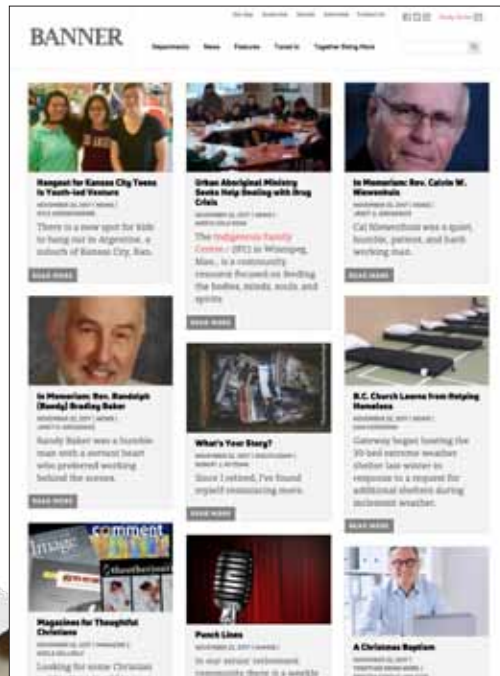 BANNER
Departments News Features Tuned In Together Doing More
Hangout for Kansas City Teens
Is Youth-led Venture
There is a new spot for kids
to hang out in Argentine, a
suburb of Kansas City, Kan.
READ MORE
Urban Aboriginal Ministry
Seeks Help Dealing with Drug
Crisis
The Indigenous Family
Centre (IFC) in Winnipeg,
Man., is a community
resource focused on feeding
the bodies, minds, souls, and
spirits.
READ MORE
In Memoriam: Rev. Calvin W.
Niewenhuis
Cal Niewenhuis was a quiet,
humble, patient, and hard-
working man.
READ MORE
In Memoriam: Rev. Randolph
(Randy) Bradley Baker
Randy Baker was a humble
man with a servant heart
who preferred working
behind the scenes.
READ MORE
What's Your Story?
Since I retired, I've found
myself reminiscing more.
READ MORE
B.C. Church Learns from Helping
Homeless
Gateway began hosting the
30-bed extreme weather
shelter last winter in
response to a request for
additional shelters during
inclement weather.
READ MORE
Image comment
theotherjournal
Magazines for Thoughtful
Christians
Looking for some Christian
Punch Lines
In our senior retirement
community there is a weekly
A Christmas Baptism